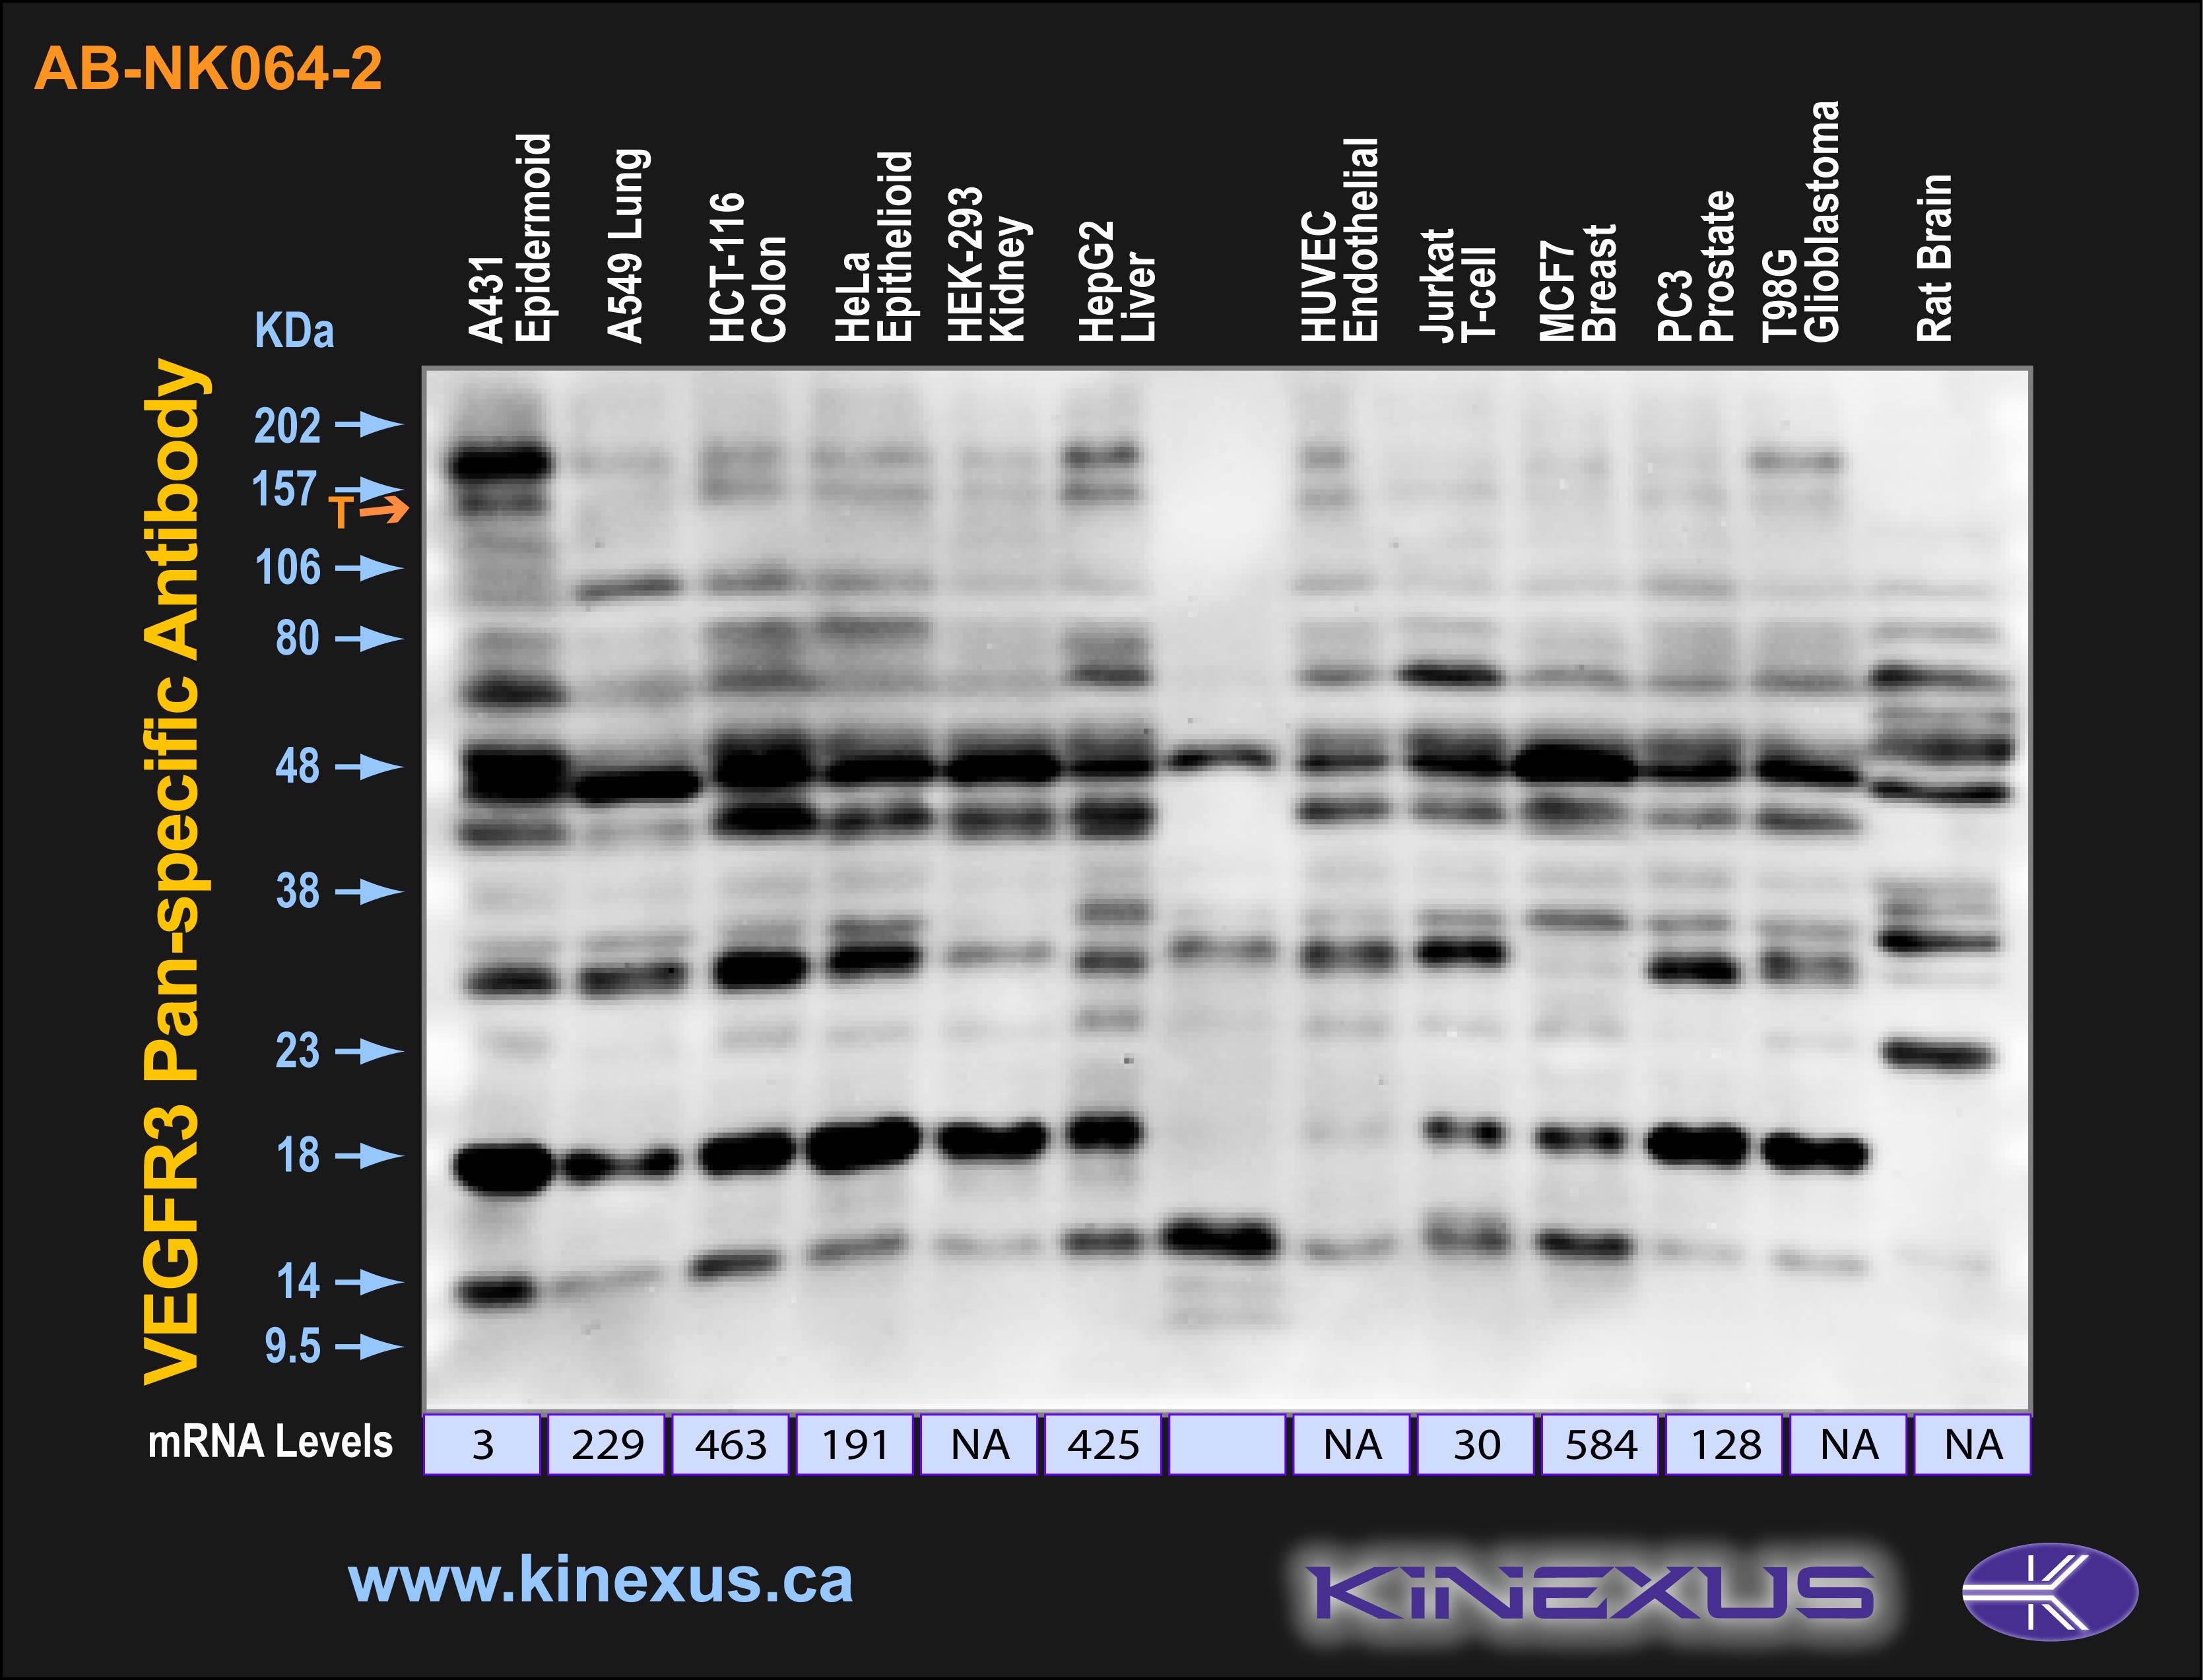 AB-NK064-2
A431
Epidermoid
A549 Lung
HCT-116
Colon
HeLa
Epithelioid
HEK-293
Kidney
HepG2
Liver
HUVEC
Endothelial
Jurkat
T-cell
MCF7
Breast
PC3
Prostate
T98G
Glioblastoma
Rat Brain
VEGFR3 Pan-specific Antibody
KDa
202
157
T
106
80
48
38
23
18
14
9.5
mRNA Levels 3 229 463 191 NA 425 NA 30 584 128 NA NA
www.kinexus.ca
KiNEXUS
K